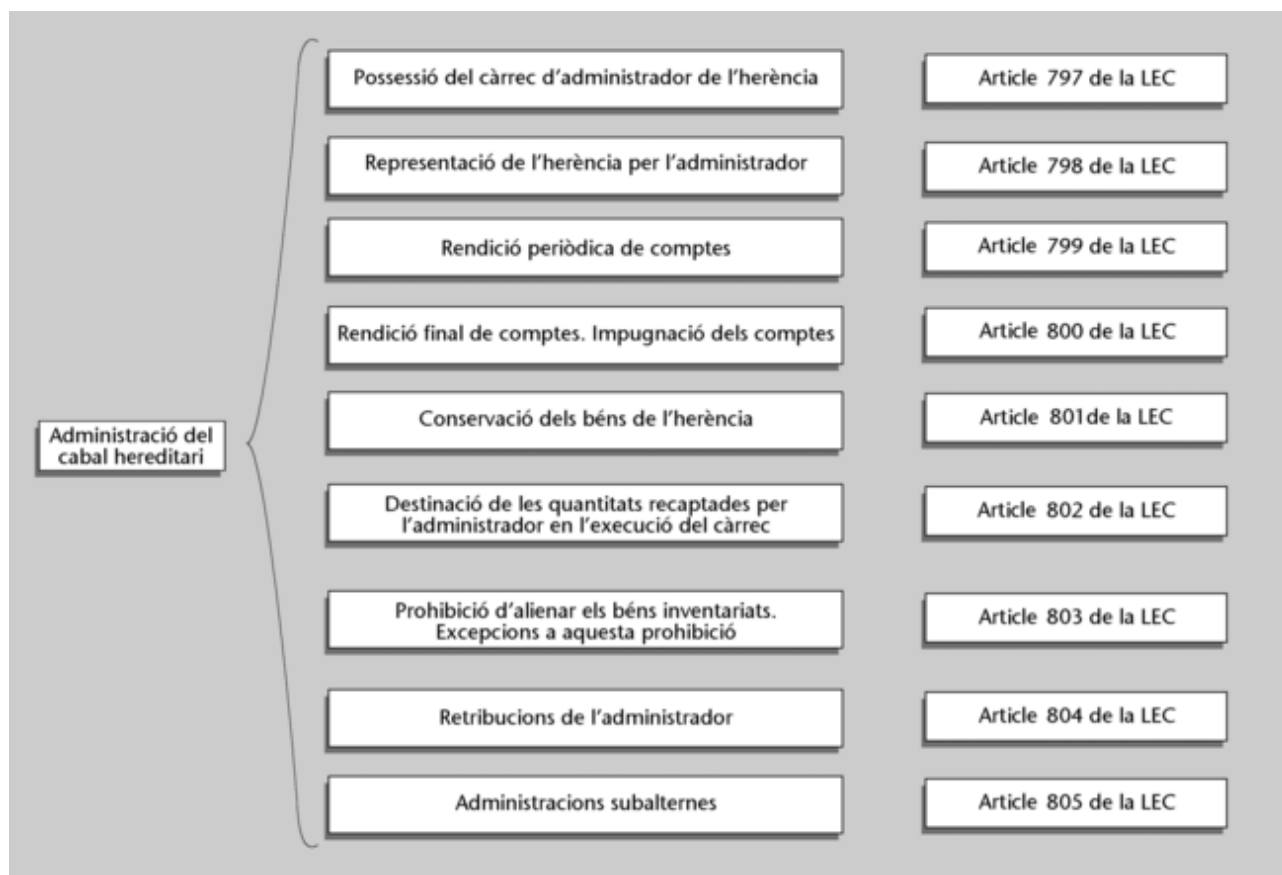 Possessió del càrrec d'administrador de l'herència
Article 797 de la LEC
Representació de l'herència per l'administrador
Article 798 de la LEC
Rendició periòdica de comptes
Article 799 de la LEC
Rendició final de comptes. Impugnació dels comptes
Article 800 de la LEC
Conservació dels béns de l'herència
Article 801de la LEC
Administració del
cabal hereditari
Destinació de les quantitats recaptades per
l'administrador en l'execució del càrrec
Article 802 de la LEC
Prohibició d'alienar els béns inventariats.
Excepcions a aquesta prohibició
Article 803 de la LEC
Retribucions de l'administrador
Article 804 de la LEC
Administracions subalternes
Article 805 de la LEC